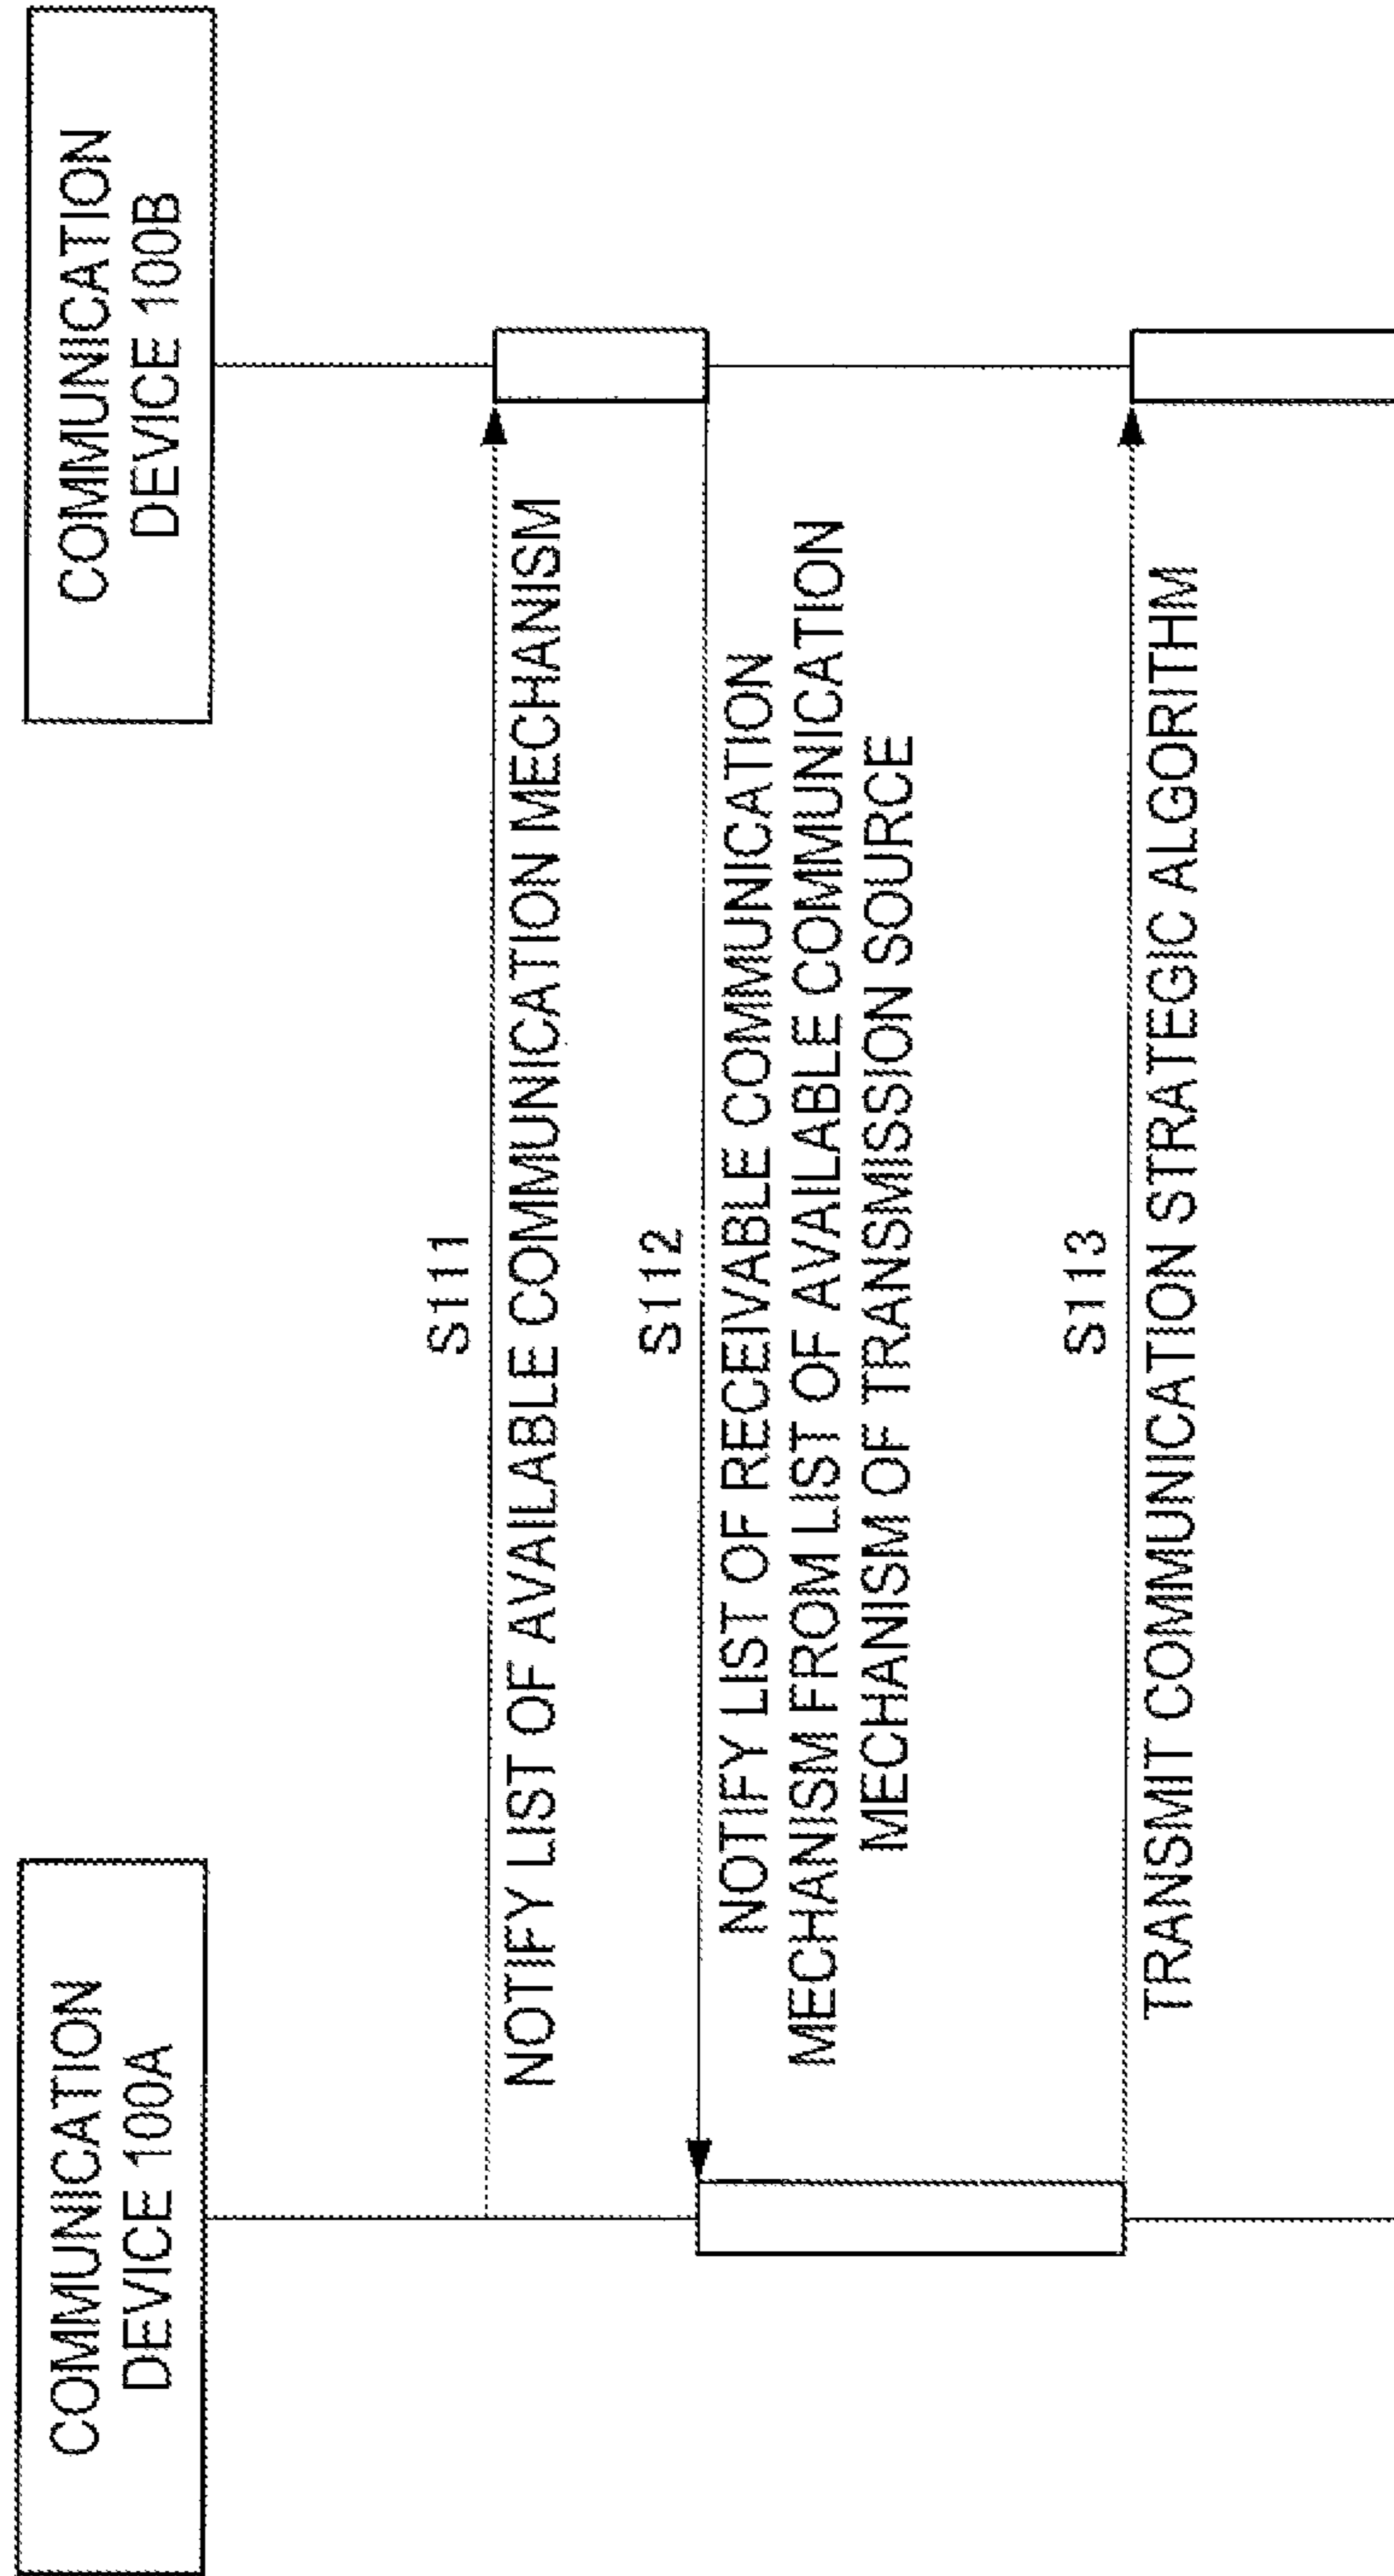 COMMUNICATION
DEVICE 100A
COMMUNICATION
DEVICE 100B
S111
NOTIFY LIST OF AVAILABLE COMMUNICATION MECHANISM
S112
NOTIFY LIST OF RECEIVABLE COMMUNICATION
MECHANISM FROM LIST OF AVAILABLE COMMUNICATION
MECHANISM OF TRANSMISSION SOURCE
S113
TRANSMIT COMMUNICATION STRATEGIC ALGORITHM